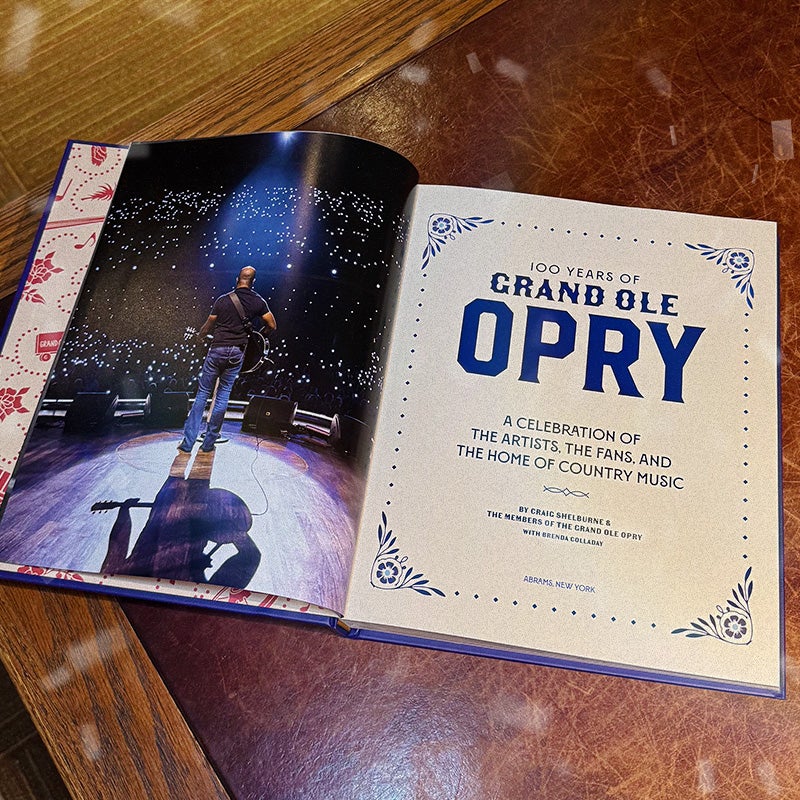 100 YEARS OF
GRAND OLE
OPRY
A CELEBRATION OF
THE ARTISTS, THE FANS, AND
THE HOME OF COUNTRY MUSIC
BY CRAIG SHELBURNE &
THE MEMBERS OF THE GRAND OLE OPRY
WITH BRENDA COLLADAY
ABRAMS, NEW YORK